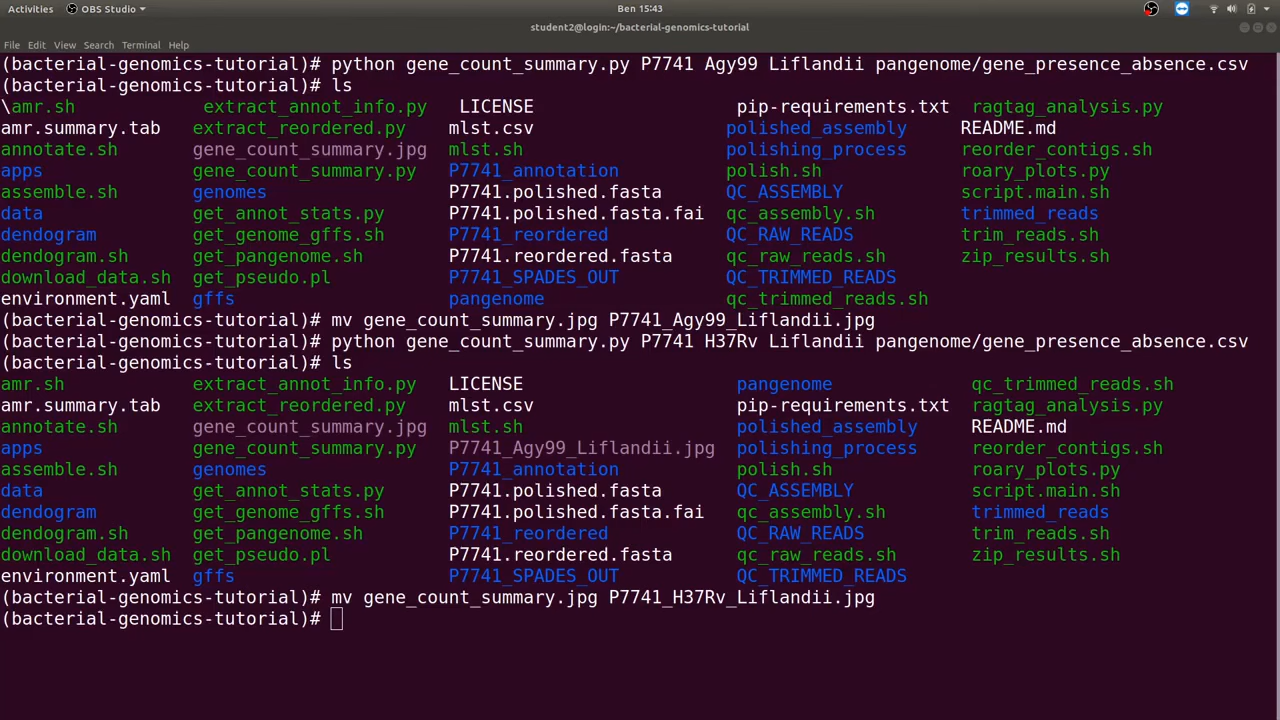 Activities OBS Studio Ben 15:43
student2@login:~/bacterial-genomics-tutorial
File Edit View Search Terminal Help
(bacterial-genomics-tutorial)# python gene_count_summary.py P7741 Agy99 Liflandii pangenome/gene_presence_absence.csv
(bacterial-genomics-tutorial)# ls
\amr.sh extract_annot_info.py LICENSE pip-requirements.txt ragtag_analysis.py
amr.summary.tab extract_reordered.py mlst.csv polished_assembly README.md
annotate.sh gene_count_summary.jpg mlst.sh polishing_process reorder_contigs.sh
apps gene_count_summary.py P7741_annotation polish.sh roary_plots.py
assemble.sh genomes P7741.polished.fasta QC_ASSEMBLY script.main.sh
data get_annot_stats.py P7741.polished.fasta.fai qc_assembly.sh trimmed_reads
dendogram get_genome_gffs.sh P7741_reordered QC_RAW_READS trim_reads.sh
dendogram.sh get_pangenome.sh P7741.reordered.fasta qc_raw_reads.sh zip_results.sh
download_data.sh get_pseudo.pl P7741_SPADES_OUT QC_TRIMMED_READS
environment.yaml gffs pangenome qc_trimmed_reads.sh
(bacterial-genomics-tutorial)# mv gene_count_summary.jpg P7741_Agy99_Liflandii.jpg
(bacterial-genomics-tutorial)# python gene_count_summary.py P7741 H37Rv Liflandii pangenome/gene_presence_absence.csv
(bacterial-genomics-tutorial)# ls
amr.sh extract_annot_info.py LICENSE pangenome qc_trimmed_reads.sh
amr.summary.tab extract_reordered.py mlst.csv pip-requirements.txt ragtag_analysis.py
annotate.sh gene_count_summary.jpg mlst.sh polished_assembly README.md
apps gene_count_summary.py P7741_Agy99_Liflandii.jpg polishing_process reorder_contigs.sh
assemble.sh genomes P7741_annotation polish.sh roary_plots.py
data get_annot_stats.py P7741.polished.fasta QC_ASSEMBLY script.main.sh
dendogram get_genome_gffs.sh P7741.polished.fasta.fai qc_assembly.sh trimmed_reads
dendogram.sh get_pangenome.sh P7741_reordered QC_RAW_READS trim_reads.sh
download_data.sh get_pseudo.pl P7741.reordered.fasta qc_raw_reads.sh zip_results.sh
environment.yaml gffs P7741_SPADES_OUT QC_TRIMMED_READS
(bacterial-genomics-tutorial)# mv gene_count_summary.jpg P7741_H37Rv_Liflandii.jpg
(bacterial-genomics-tutorial)#